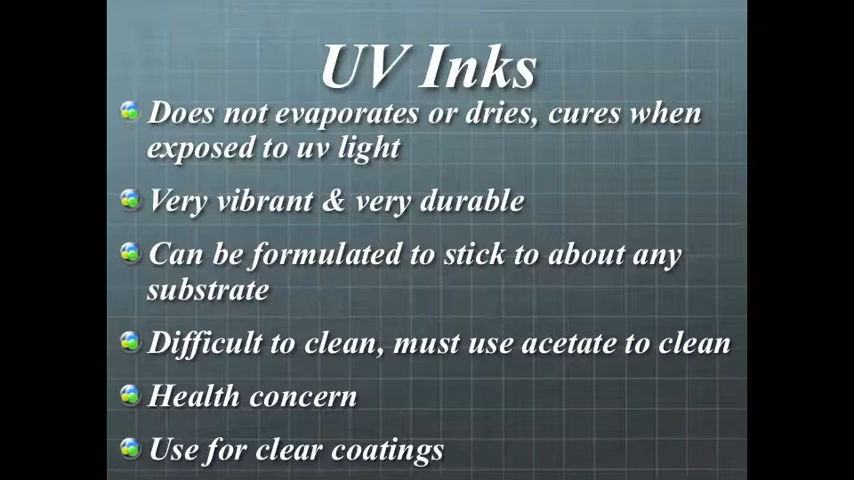 UV Inks
Does not evaporates or dries, cures when
exposed to uv light
Very vibrant & very durable
Can be formulated to stick to about any
substrate
Difficult to clean, must use acetate to clean
Health concern
Use for clear coatings